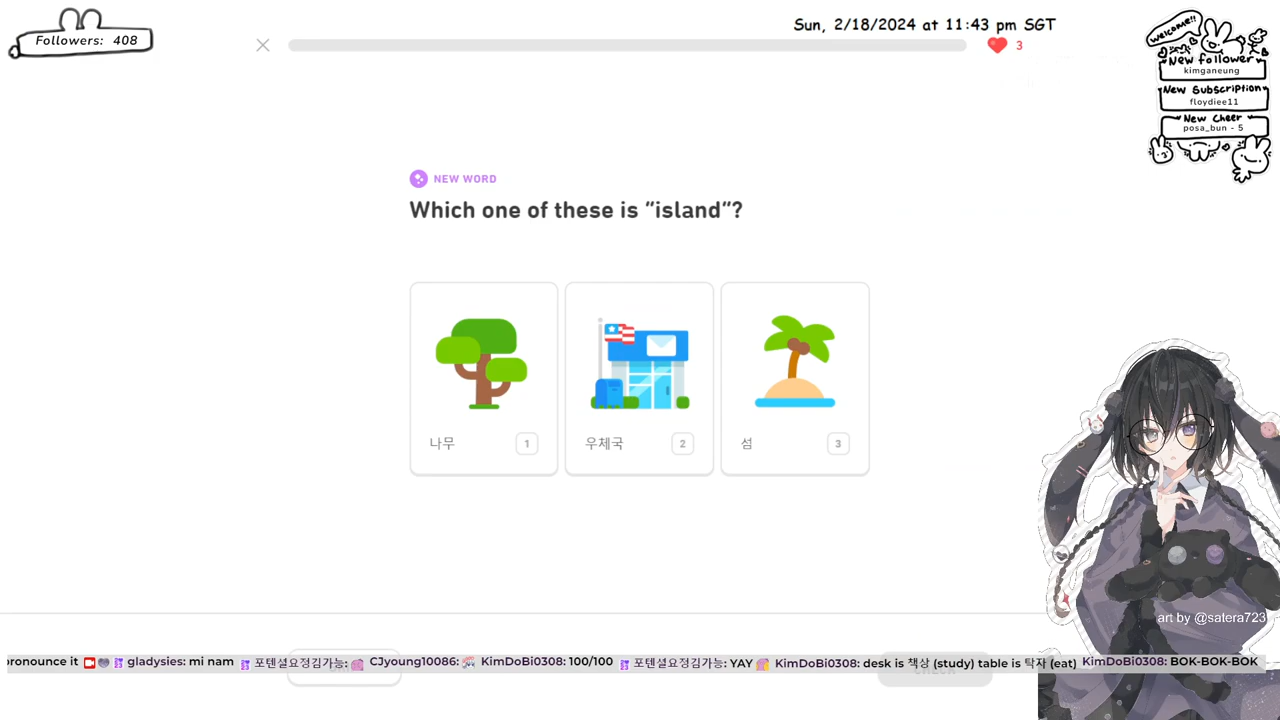 Followers: 408
Sun, 2/18/2024 at 11:43 pm SGT
3
welcome!!
New follower
kimganeung
New Subscription
floydiee11
New Cheer
posa_bun - 5
NEW WORD
Which one of these is “island”?
나무 1
우체국 2
섬 3
art by @satera723
pronounce it gladysies: mi nam 포텐셜요정김가능: CJyoung10086: KimDoBi0308: 100/100 포텐셜요정김가능: YAY KimDoBi0308: desk is 책상 (study) table is 탁자 (eat) KimDoBi0308: BOK-BOK-BOK